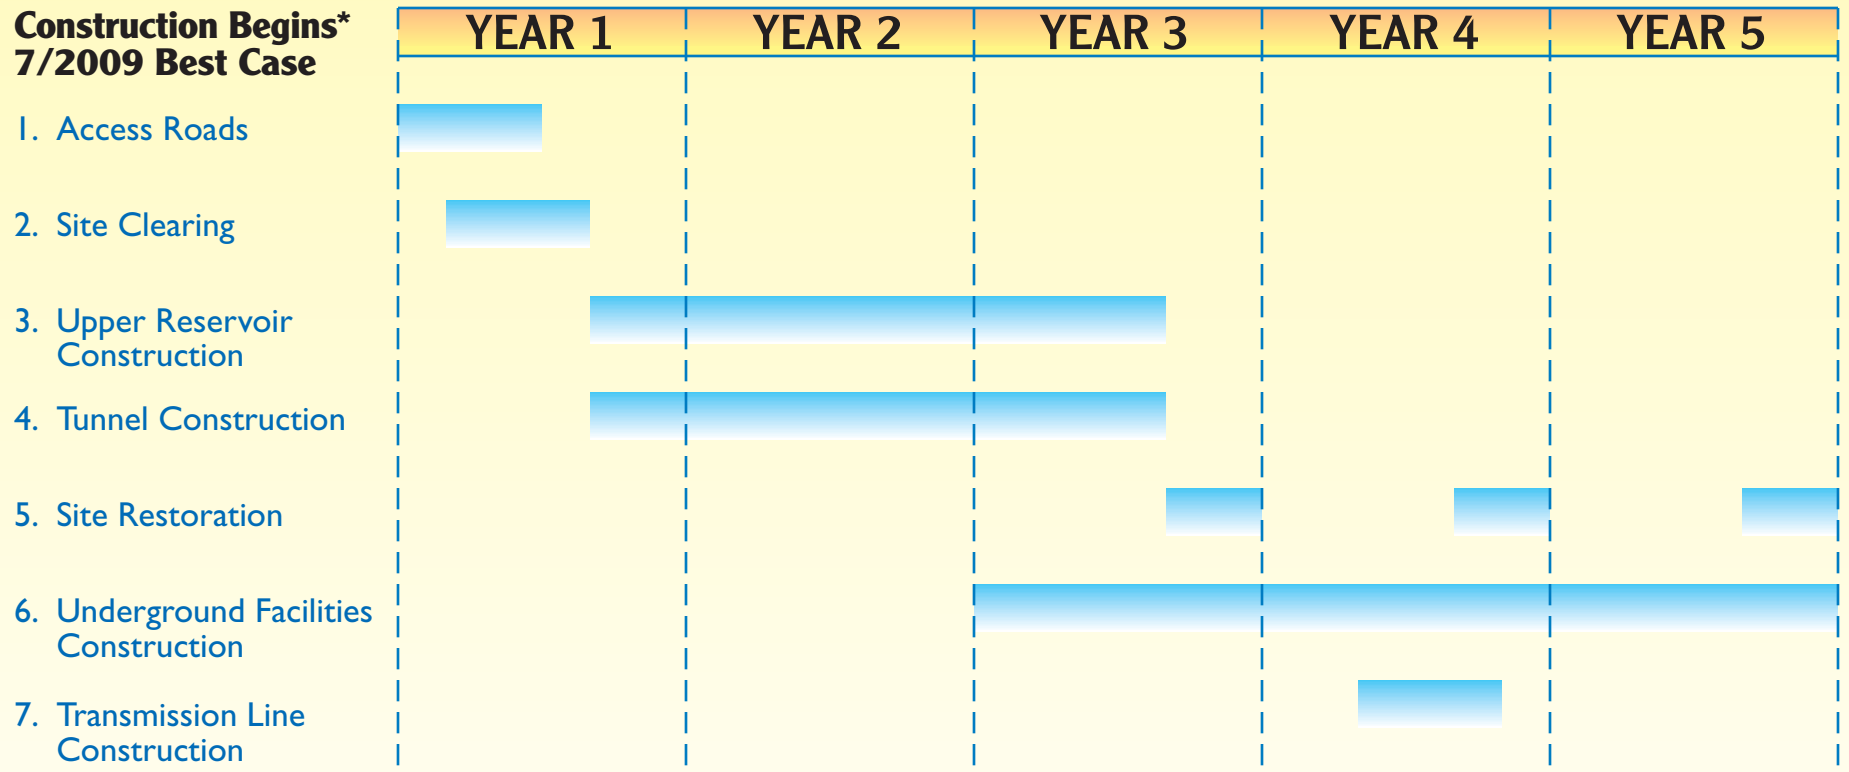 Construction Begins*
7/2009 Best Case
YEAR 1 YEAR 2 YEAR 3 YEAR 4 YEAR 5
1. Access Roads
2. Site Clearing
3. Upper Reservoir
Construction
4. Tunnel Construction
5. Site Restoration
6. Underground Facilities
Construction
7. Transmission Line
Construction